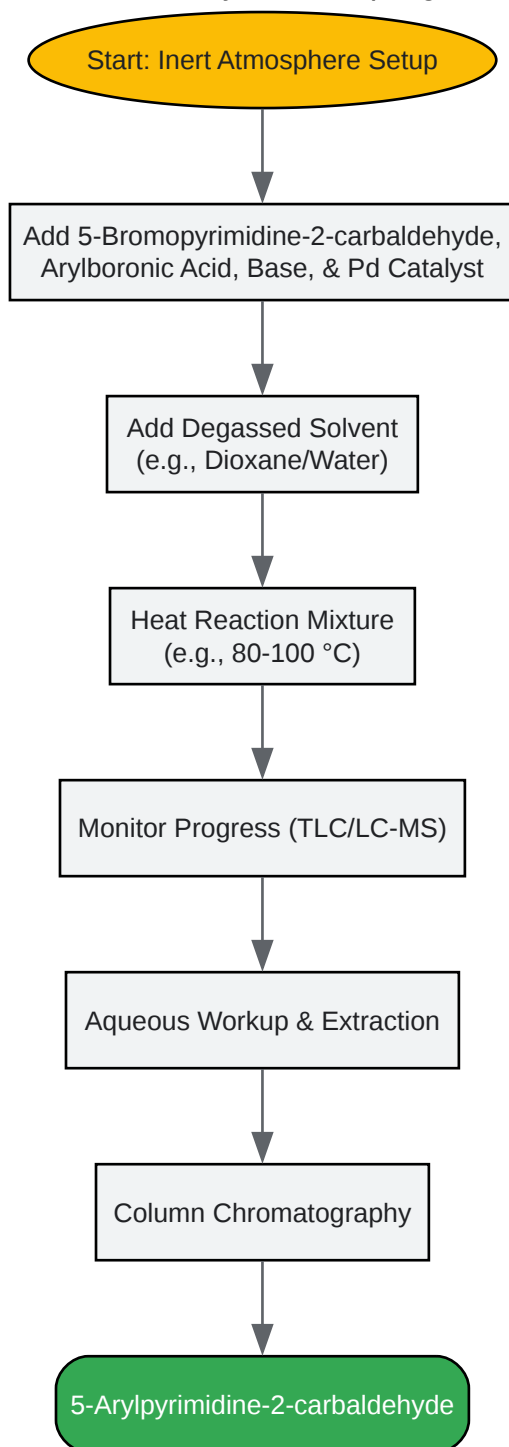 Start: Inert Atmosphere Setup
Add 5-Bromopyrimidine-2-carbaldehyde,
Arylboronic Acid, Base, & Pd Catalyst
Add Degassed Solvent
(e.g., Dioxane/Water)
Heat Reaction Mixture
(e.g., 80-100 °C)
Monitor Progress (TLC/LC-MS)
Aqueous Workup & Extraction
Column Chromatography
5-Arylpyrimidine-2-carbaldehyde